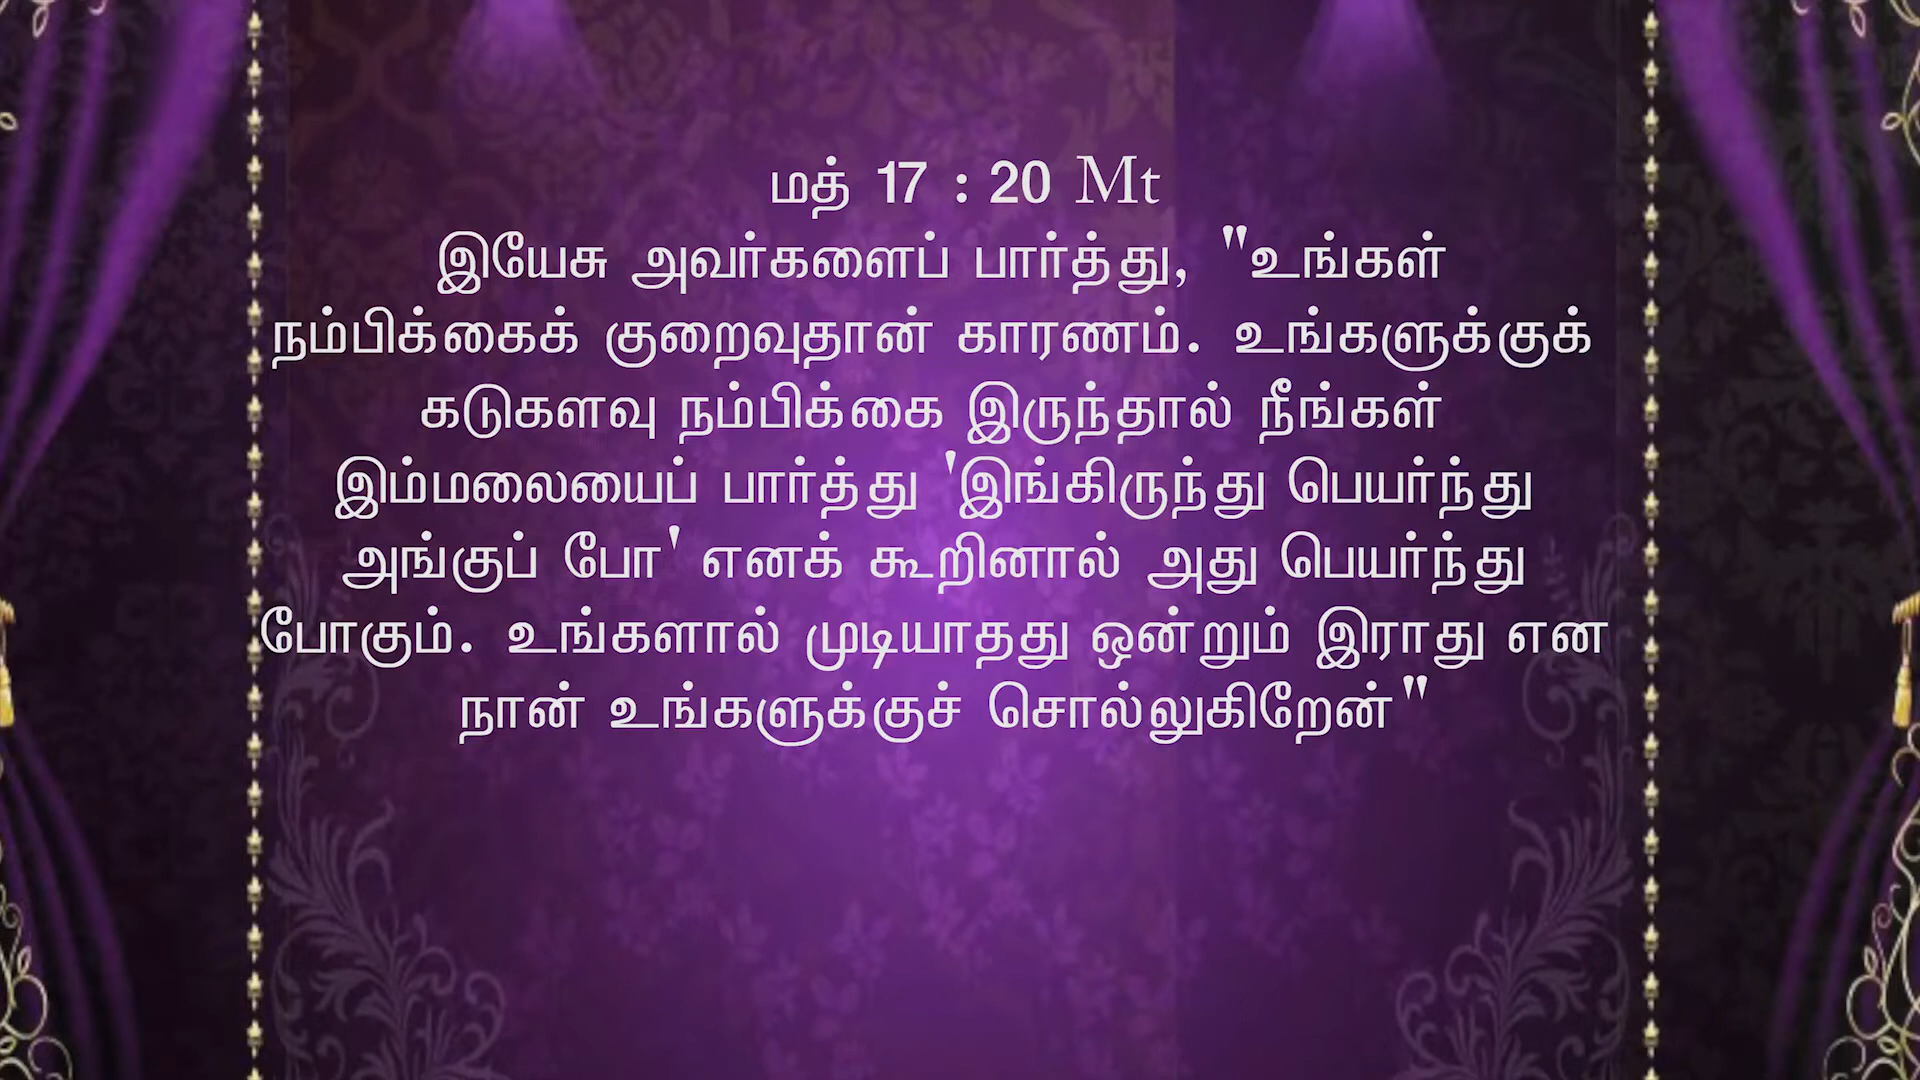 மத் 17 : 20 Mt
இயேசு அவர்களைப் பார்த்து, "உங்கள்
நம்பிக்கைக் குறைவுதான் காரணம். உங்களுக்குக்
கடுகளவு நம்பிக்கை இருந்தால் நீங்கள்
இம்மலையைப் பார்த்து 'இங்கிருந்து பெயர்ந்து
அங்குப் போ' எனக் கூறினால் அது பெயர்ந்து
போகும். உங்களால் முடியாதது ஒன்றும் இராது என
நான் உங்களுக்குச் சொல்லுகிறேன்"